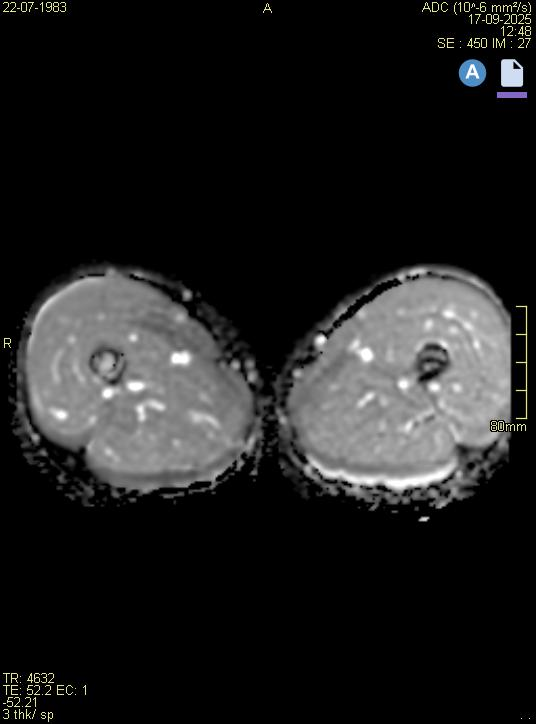 22-07-1983
A
ADC (10^-6 mm²/s)
17-09-2025
12:48
SE : 450 IM : 27
A
R
80mm
TR: 4632
TE: 52.2 EC: 1
-52.21
3 thk/ sp
. .